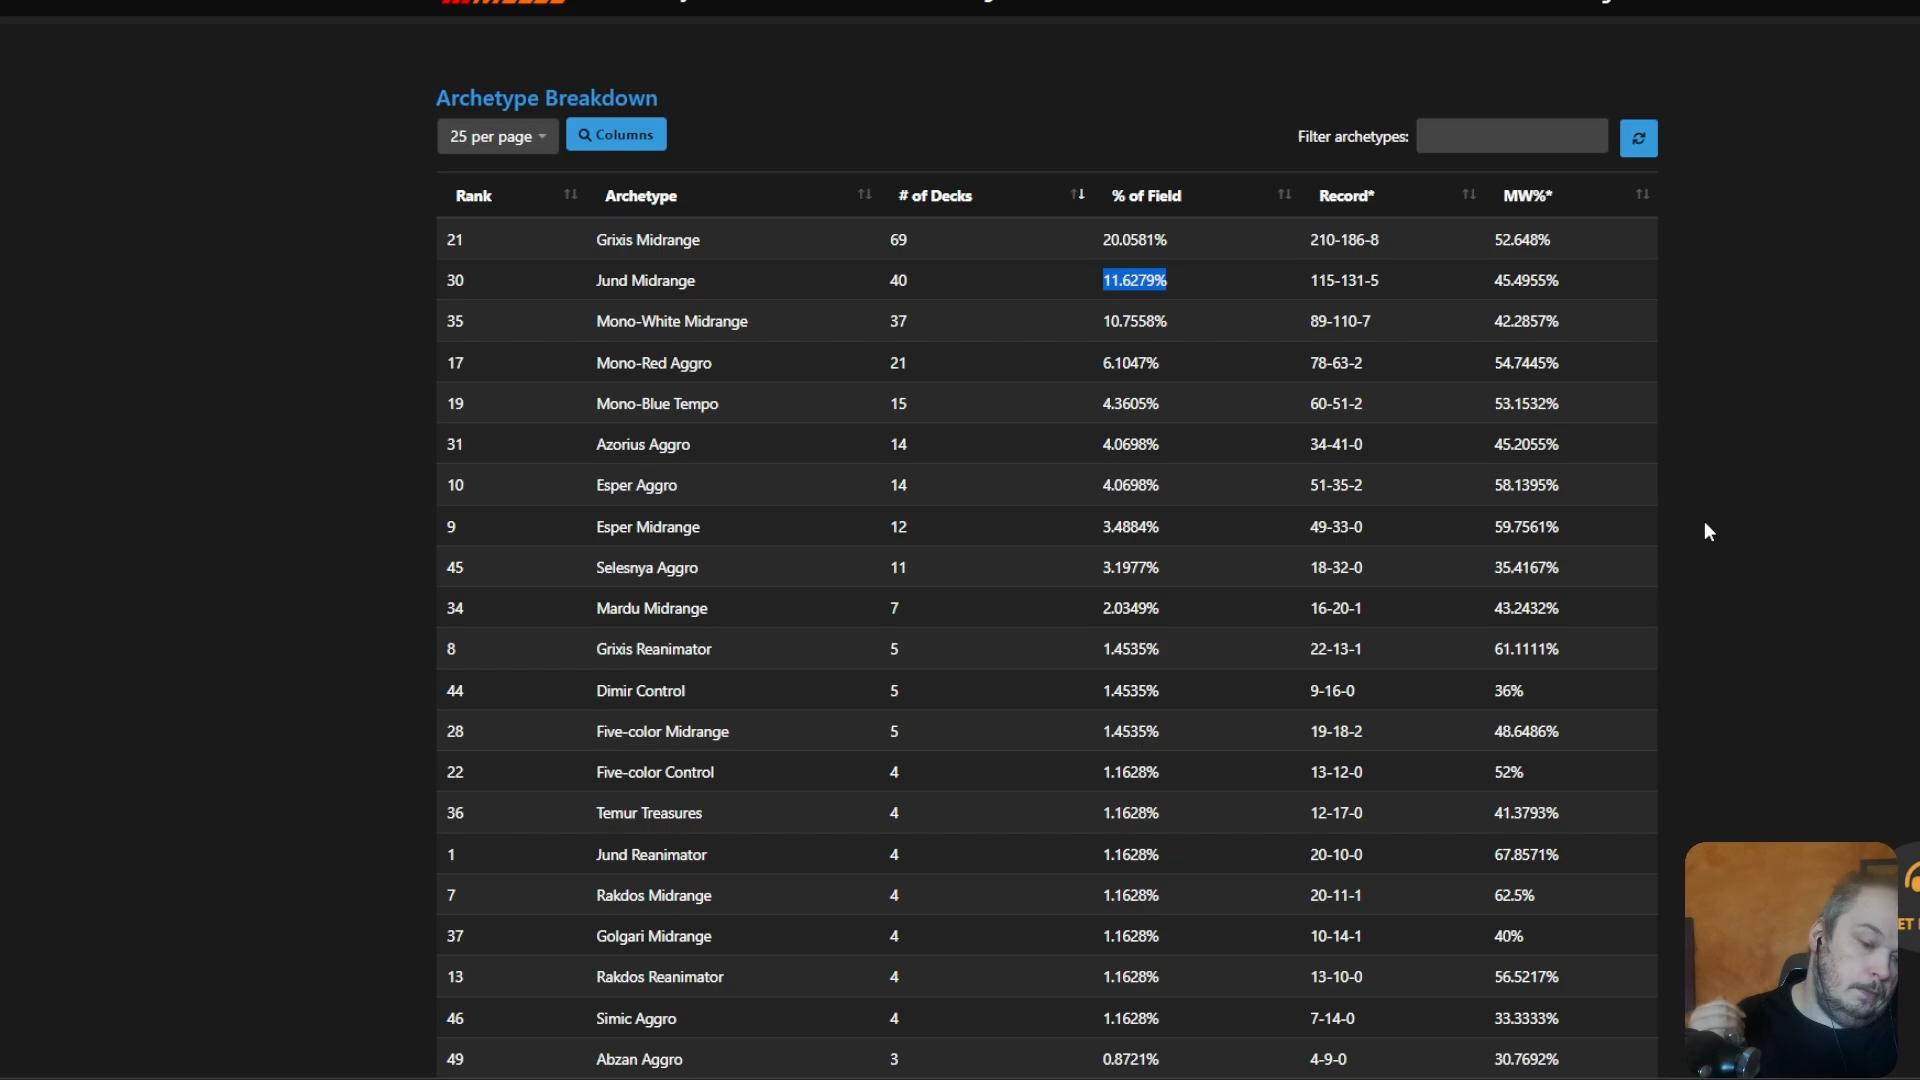 Archetype Breakdown
25 per page Columns Filter archetypes:
Rank Archetype # of Decks % of Field Record* MW%*
21 Grixis Midrange 69 20.0581% 210-186-8 52.648%
30 Jund Midrange 40 11.6279% 115-131-5 45.4955%
35 Mono-White Midrange 37 10.7558% 89-110-7 42.2857%
17 Mono-Red Aggro 21 6.1047% 78-63-2 54.7445%
19 Mono-Blue Tempo 15 4.3605% 60-51-2 53.1532%
31 Azorius Aggro 14 4.0698% 34-41-0 45.2055%
10 Esper Aggro 14 4.0698% 51-35-2 58.1395%
9 Esper Midrange 12 3.4884% 49-33-0 59.7561%
45 Selesnya Aggro 11 3.1977% 18-32-0 35.4167%
34 Mardu Midrange 7 2.0349% 16-20-1 43.2432%
8 Grixis Reanimator 5 1.4535% 22-13-1 61.1111%
44 Dimir Control 5 1.4535% 9-16-0 36%
28 Five-color Midrange 5 1.4535% 19-18-2 48.6486%
22 Five-color Control 4 1.1628% 13-12-0 52%
36 Temur Treasures 4 1.1628% 12-17-0 41.3793%
1 Jund Reanimator 4 1.1628% 20-10-0 67.8571%
7 Rakdos Midrange 4 1.1628% 20-11-1 62.5%
37 Golgari Midrange 4 1.1628% 10-14-1 40%
13 Rakdos Reanimator 4 1.1628% 13-10-0 56.5217%
46 Simic Aggro 4 1.1628% 7-14-0 33.3333%
49 Abzan Aggro 3 0.8721% 4-9-0 30.7692%